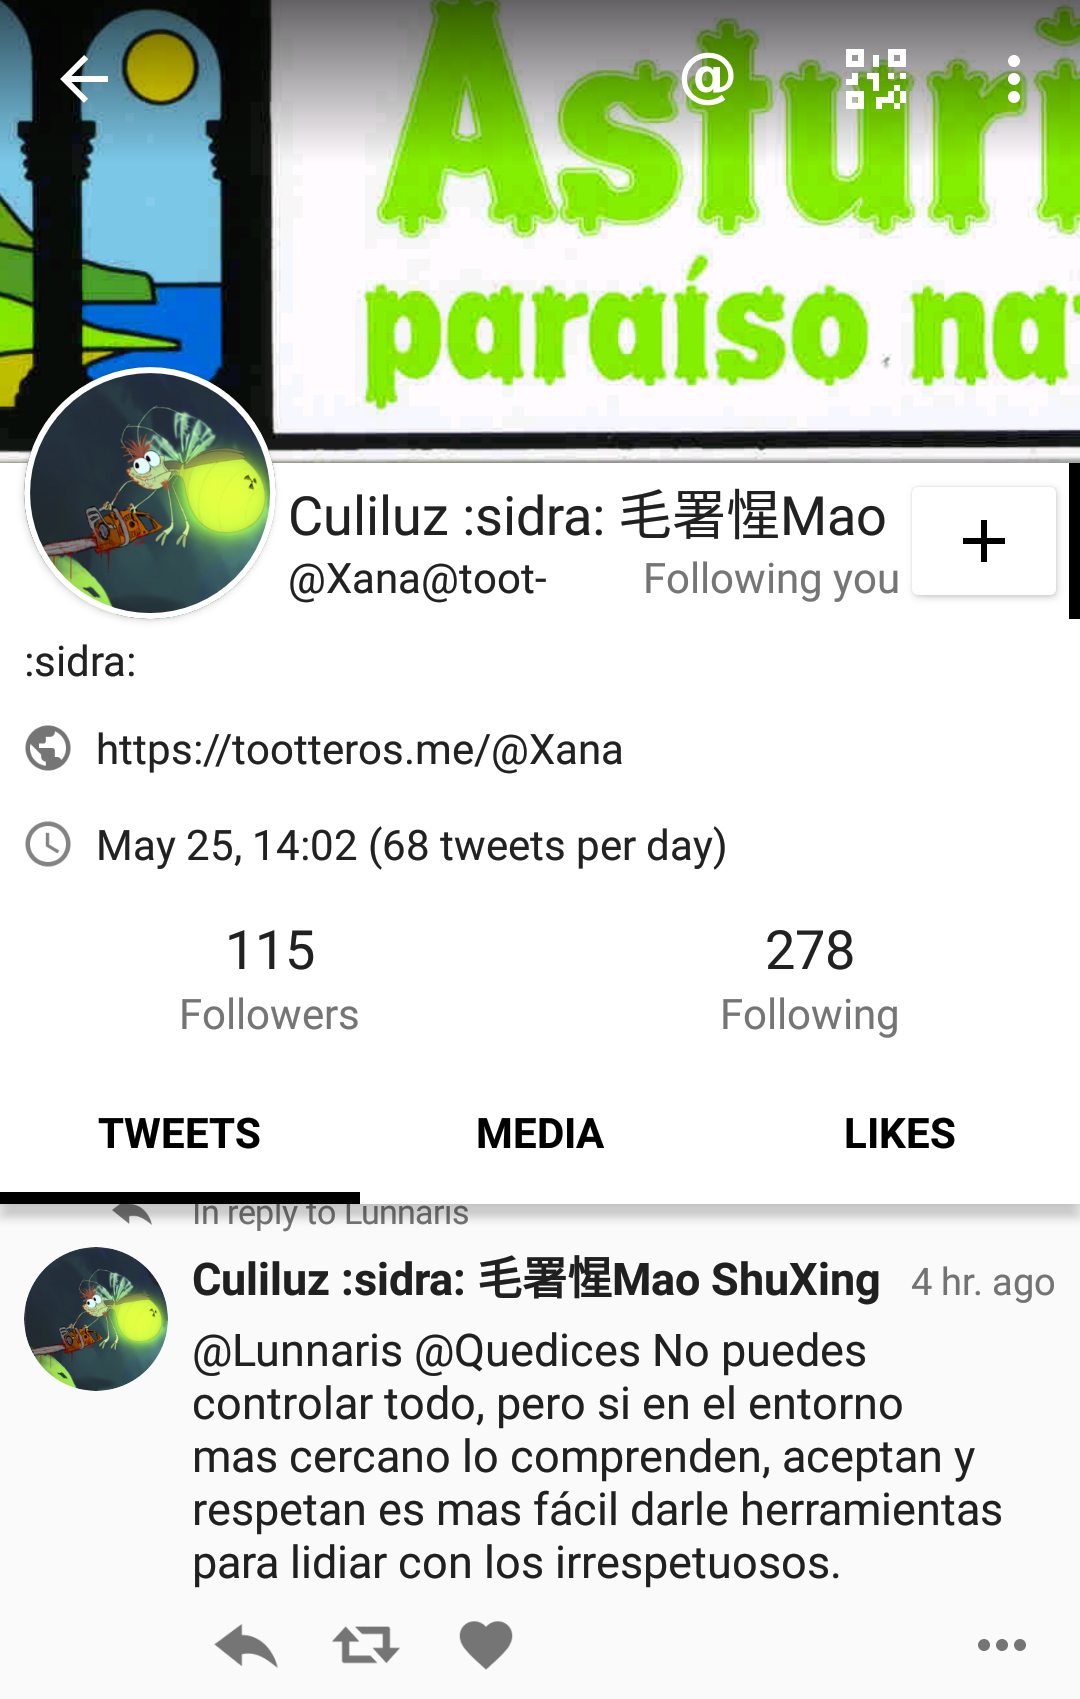 Asturi
paraíso nat
Culiluz :sidra: 毛署惺Mao
@Xana@toot-
Following you
:sidra:
https://tootteros.me/@Xana
May 25, 14:02 (68 tweets per day)
115
Followers
278
Following
TWEETS
MEDIA
LIKES
In reply to Lunnaris
Culiluz :sidra: 毛署惺Mao ShuXing
4 hr. ago
@Lunnaris @Quedices No puedes
controlar todo, pero si en el entorno
mas cercano lo comprenden, aceptan y
respetan es mas fácil darle herramientas
para lidiar con los irrespetuosos.